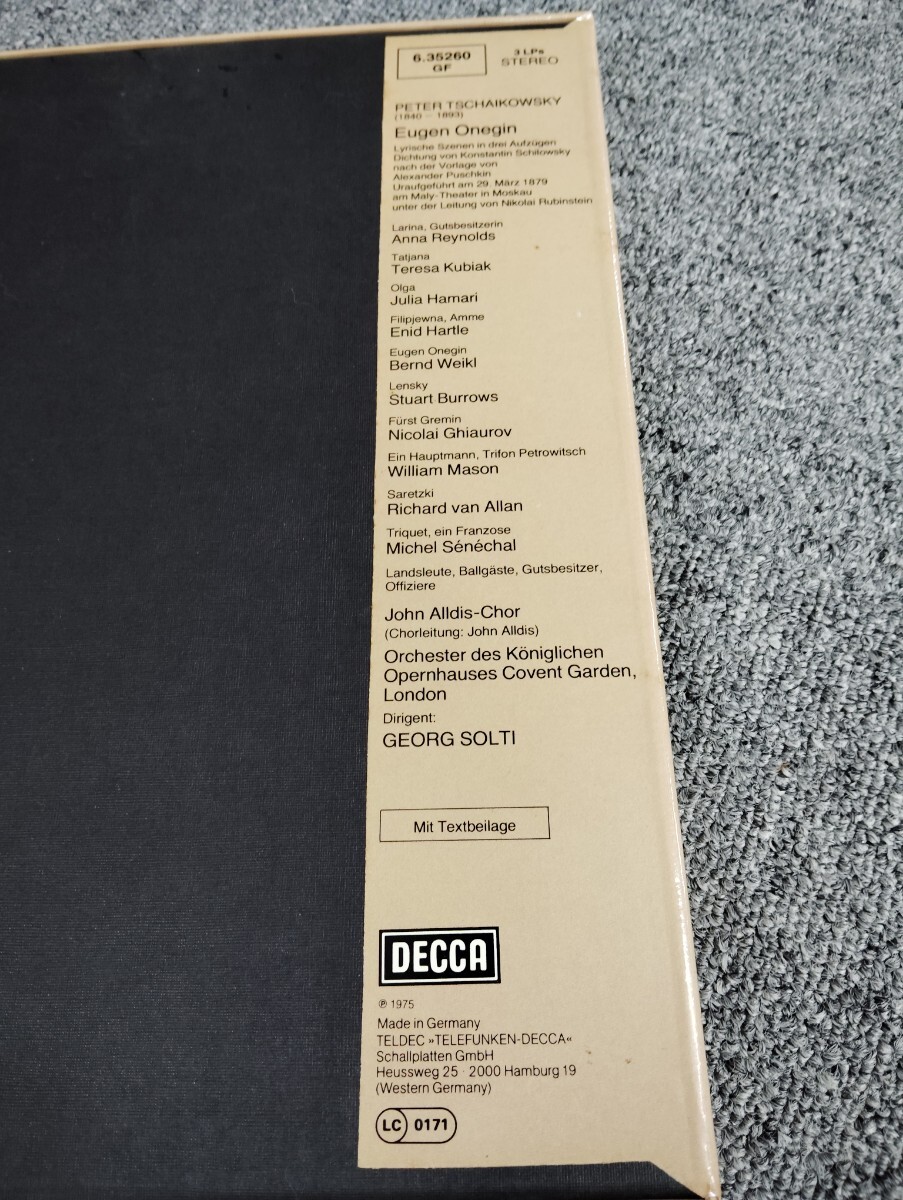 6.35260
GF
3 LPs
STEREO
PETER TSCHAIKOWSKY
(1840 – 1893)
Eugen Onegin
Lyrische Szenen in drei Aufzügen
Dichtung von Konstantin Schilowsky
nach der Vorlage von
Alexander Puschkin
Uraufgeführt am 29. März 1879
am Maly-Theater in Moskau
unter der Leitung von Nikolai Rubinstein
Larina, Gutsbesitzerin
Anna Reynolds
Tatjana
Teresa Kubiak
Olga
Julia Hamari
Filipjewna, Amme
Enid Hartle
Eugen Onegin
Bernd Weikl
Lensky
Stuart Burrows
Fürst Gremin
Nicolai Ghiaurov
Ein Hauptmann, Trifon Petrowitsch
William Mason
Saretzki
Richard van Allan
Triquet, ein Franzose
Michel Sénéchal
Landsleute, Ballgäste, Gutsbesitzer,
Offiziere
John Alldis-Chor
(Chorleitung: John Alldis)
Orchester des Königlichen
Opernhauses Covent Garden,
London
Dirigent:
GEORG SOLTI
Mit Textbeilage
DECCA
℗ 1975
Made in Germany
TELDEC »TELEFUNKEN-DECCA«
Schallplatten GmbH
Heussweg 25 · 2000 Hamburg 19
(Western Germany)
LC 0171